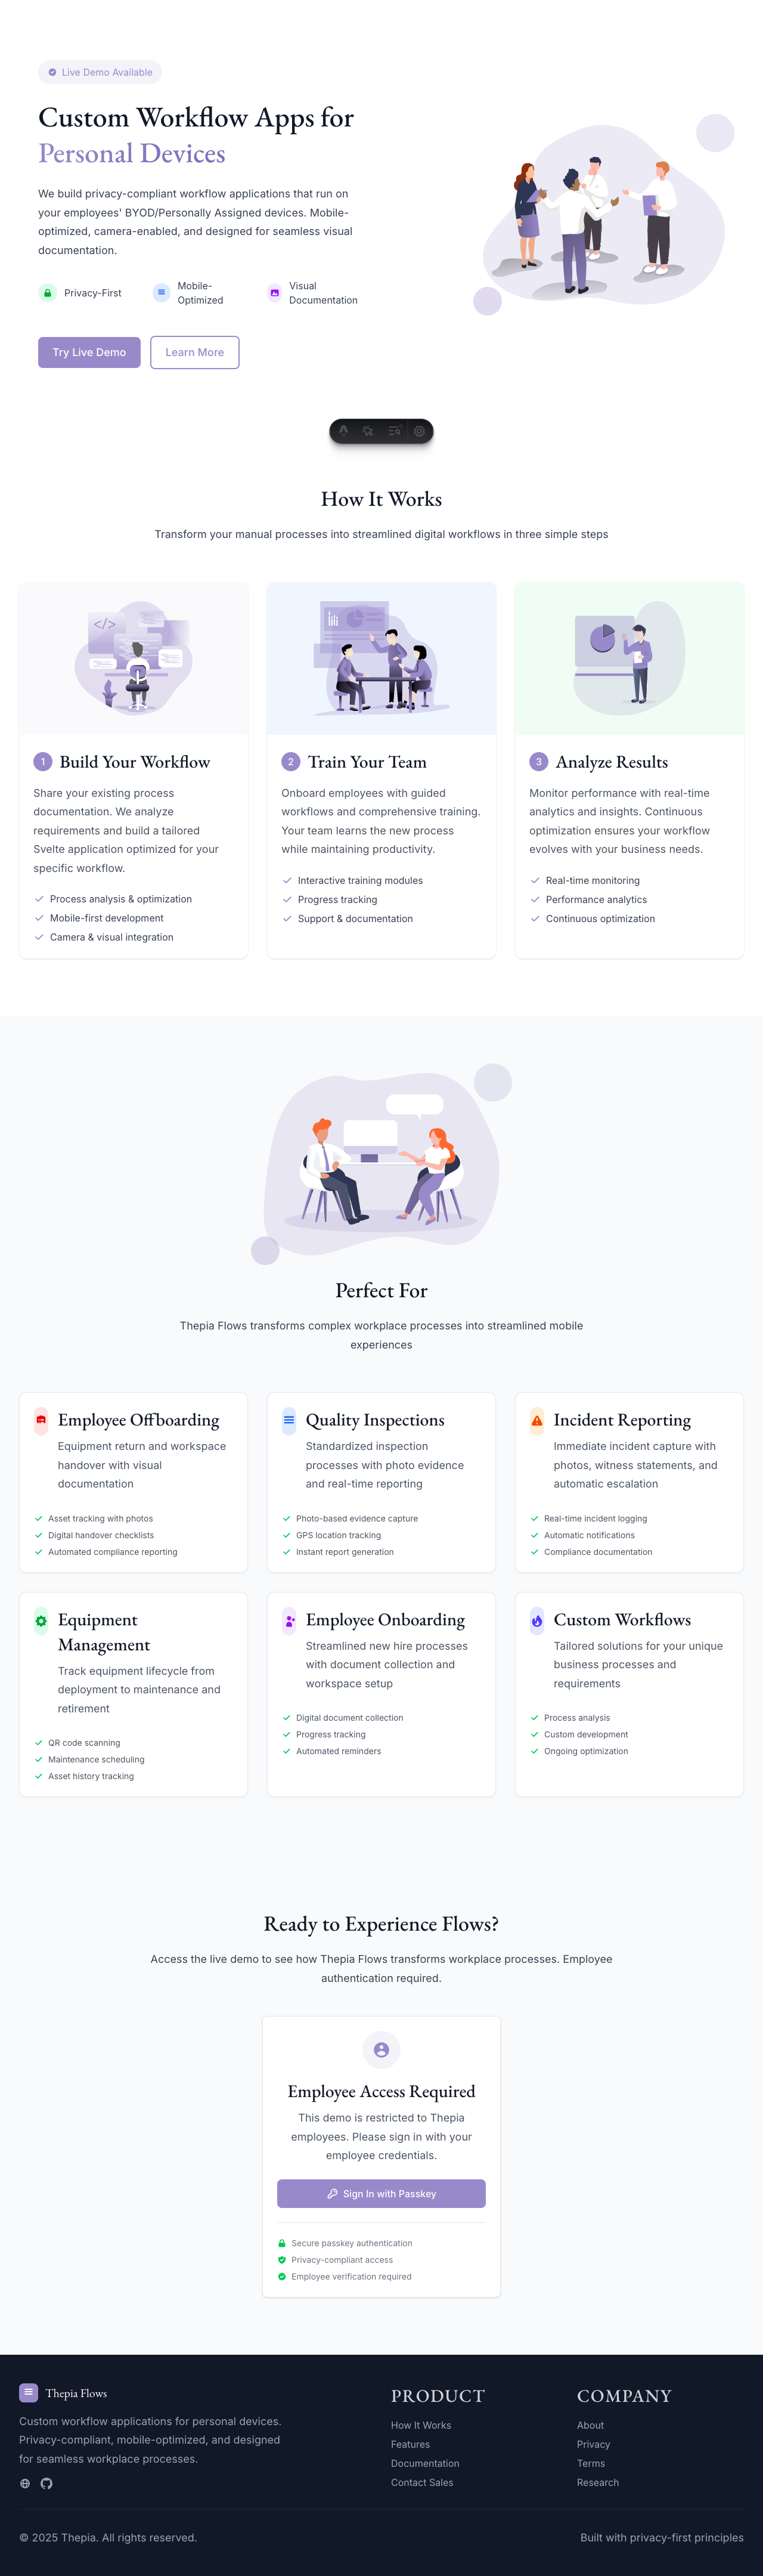 Live Demo Available
Custom Workflow Apps for
Personal Devices
We build privacy-compliant workflow applications that run on
your employees' BYOD/Personally Assigned devices. Mobile-
optimized, camera-enabled, and designed for seamless visual
documentation.
Privacy-First
Mobile-
Optimized
Visual
Documentation
Try Live Demo
Learn More
How It Works
Transform your manual processes into streamlined digital workflows in three simple steps
</>
1
Build Your Workflow
Share your existing process
documentation. We analyze
requirements and build a tailored
Svelte application optimized for your
specific workflow.
Process analysis & optimization
Mobile-first development
Camera & visual integration
2
Train Your Team
Onboard employees with guided
workflows and comprehensive training.
Your team learns the new process
while maintaining productivity.
Interactive training modules
Progress tracking
Support & documentation
3
Analyze Results
Monitor performance with real-time
analytics and insights. Continuous
optimization ensures your workflow
evolves with your business needs.
Real-time monitoring
Performance analytics
Continuous optimization
Perfect For
Thepia Flows transforms complex workplace processes into streamlined mobile
experiences
Employee Offboarding
Equipment return and workspace
handover with visual
documentation
Asset tracking with photos
Digital handover checklists
Automated compliance reporting
Quality Inspections
Standardized inspection
processes with photo evidence
and real-time reporting
Photo-based evidence capture
GPS location tracking
Instant report generation
Incident Reporting
Immediate incident capture with
photos, witness statements, and
automatic escalation
Real-time incident logging
Automatic notifications
Compliance documentation
Equipment
Management
Track equipment lifecycle from
deployment to maintenance and
retirement
QR code scanning
Maintenance scheduling
Asset history tracking
Employee Onboarding
Streamlined new hire processes
with document collection and
workspace setup
Digital document collection
Progress tracking
Automated reminders
Custom Workflows
Tailored solutions for your unique
business processes and
requirements
Process analysis
Custom development
Ongoing optimization
Ready to Experience Flows?
Access the live demo to see how Thepia Flows transforms workplace processes. Employee
authentication required.
Employee Access Required
This demo is restricted to Thepia
employees. Please sign in with your
employee credentials.
Sign In with Passkey
Secure passkey authentication
Privacy-compliant access
Employee verification required
Thepia Flows
Custom workflow applications for personal devices.
Privacy-compliant, mobile-optimized, and designed
for seamless workplace processes.
PRODUCT
How It Works
Features
Documentation
Contact Sales
COMPANY
About
Privacy
Terms
Research
© 2025 Thepia. All rights reserved.
Built with privacy-first principles